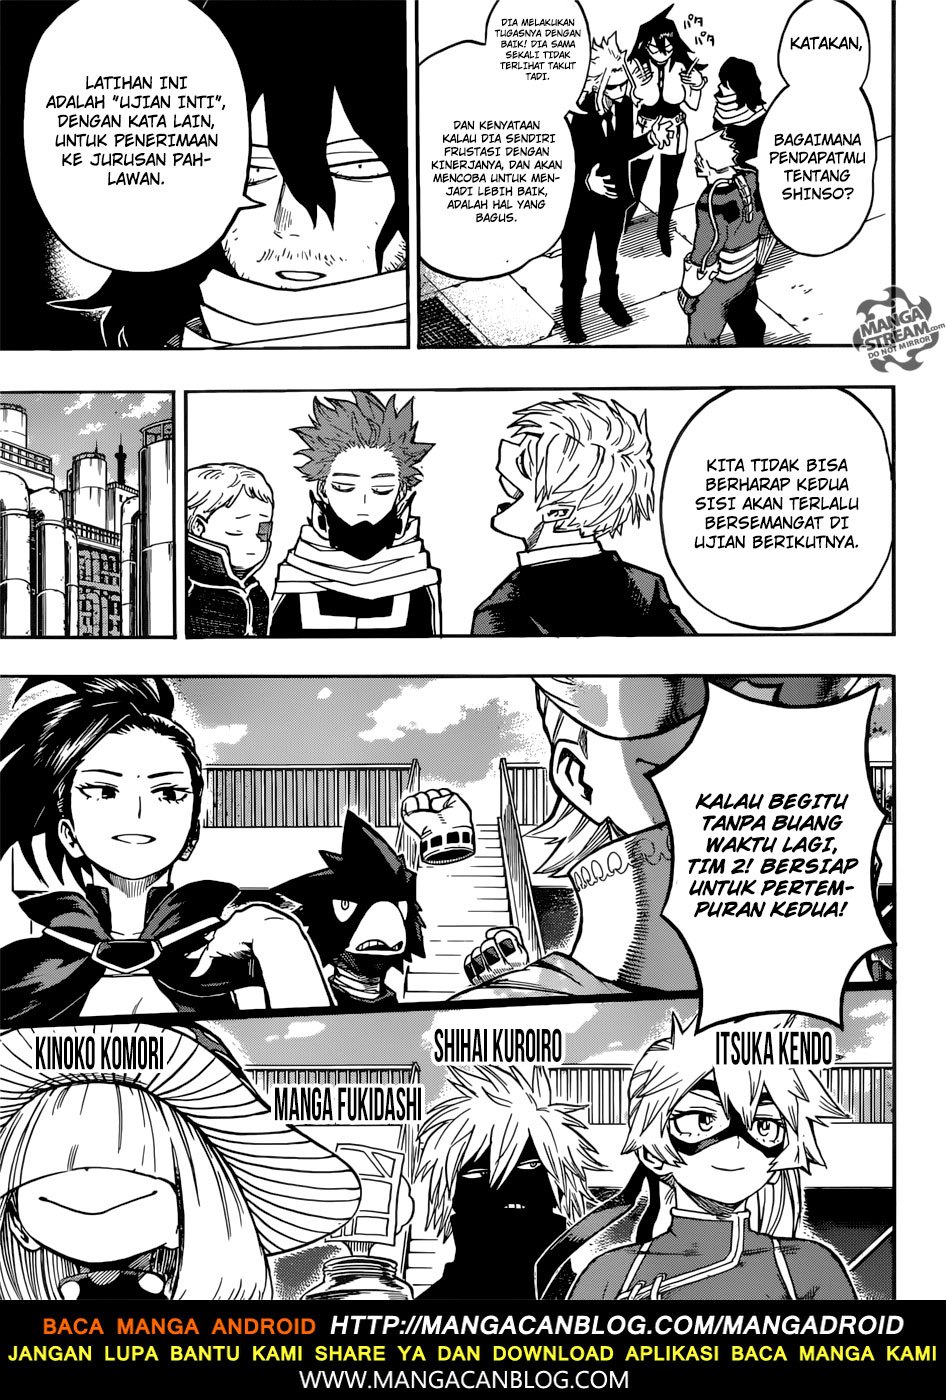 KATAKAN,
BAGAIMANA
PENDAPATMU
TENTANG
SHINSO?
パタ
パタ
DIA MELAKUKAN
TUGASNYA DENGAN
BAIK! DIA SAMA
SEKALI TIDAK
TERLIHAT TAKUT
TADI.
DAN KENYATAAN
KALAU DIA SENDIRI
FRUSTASI DENGAN
KINERJANYA, DAN AKAN
MENCOBA UNTUK MEN-
JADI LEBIH BAIK,
ADALAH HAL YANG
BAGUS.
LATIHAN INI
ADALAH "UJIAN INTI",
DENGAN KATA LAIN,
UNTUK PENERIMAAN
KE JURUSAN PAH-
LAWAN.
MANGA
STREAM.com
DO NOT MIRROR
KITA TIDAK BISA
BERHARAP KEDUA
SISI AKAN TERLALU
BERSEMANGAT DI
UJIAN BERIKUTNYA.
KALAU BEGITU
TANPA BUANG
WAKTU LAGI,
TIM 2! BERSIAP
UNTUK PERTEM-
PURAN KEDUA!
ITSUKA KENDO
SHIHAI KUROIRO
MANGA FUKIDASHI
KINOKO KOMORI
BACA MANGA ANDROID HTTP://MANGACANBLOG.COM/MANGADROID
JANGAN LUPA BANTU KAMI SHARE YA DAN DOWNLOAD APLIKASI BACA MANGA KAMI
WWW.MANGACANBLOG.COM